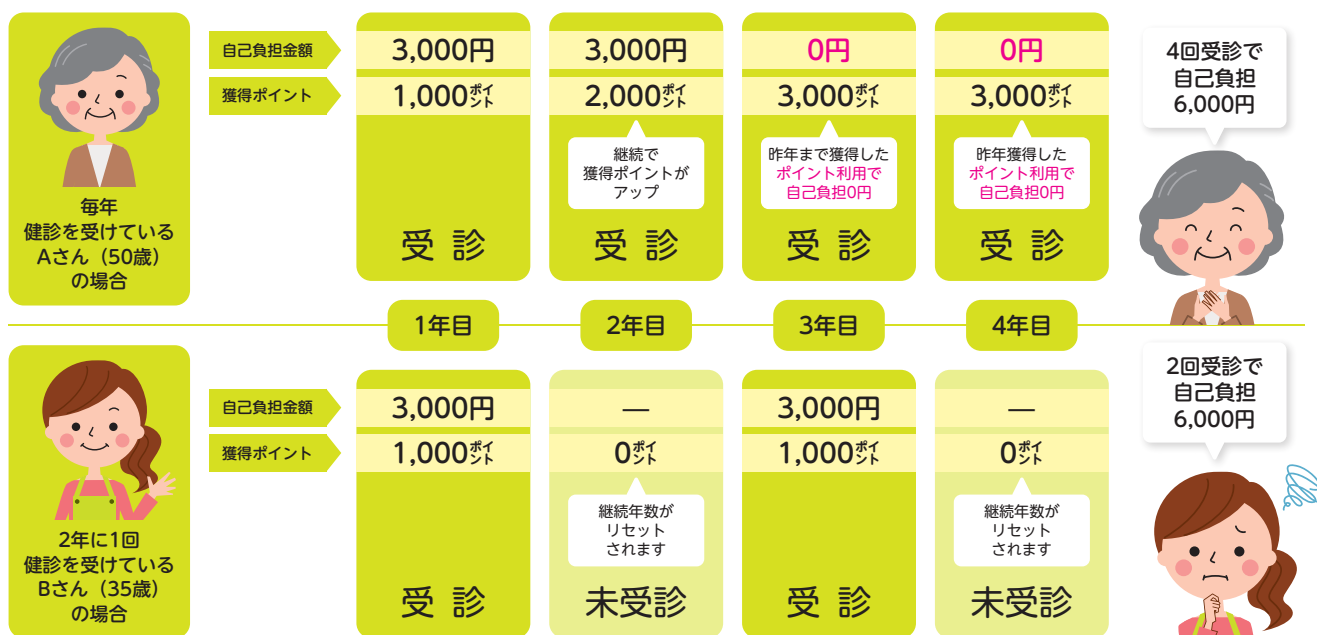 毎年
健診を受けている
Aさん（50歳）
の場合
自己負担金額
3,000円
3,000円
0円
0円
獲得ポイント
1,000ポイント
2,000ポイント
3,000ポイント
3,000ポイント
継続で
獲得ポイントが
アップ
昨年まで獲得した
ポイント利用で
自己負担0円
昨年獲得した
ポイント利用で
自己負担0円
受 診
受 診
受 診
受 診
4回受診で
自己負担
6,000円
1年目
2年目
3年目
4年目
2年に1回
健診を受けている
Bさん（35歳）
の場合
自己負担金額
3,000円
—
3,000円
—
獲得ポイント
1,000ポイント
0ポイント
1,000ポイント
0ポイント
継続年数が
リセット
されます
継続年数が
リセット
されます
受 診
未受診
受 診
未受診
2回受診で
自己負担
6,000円